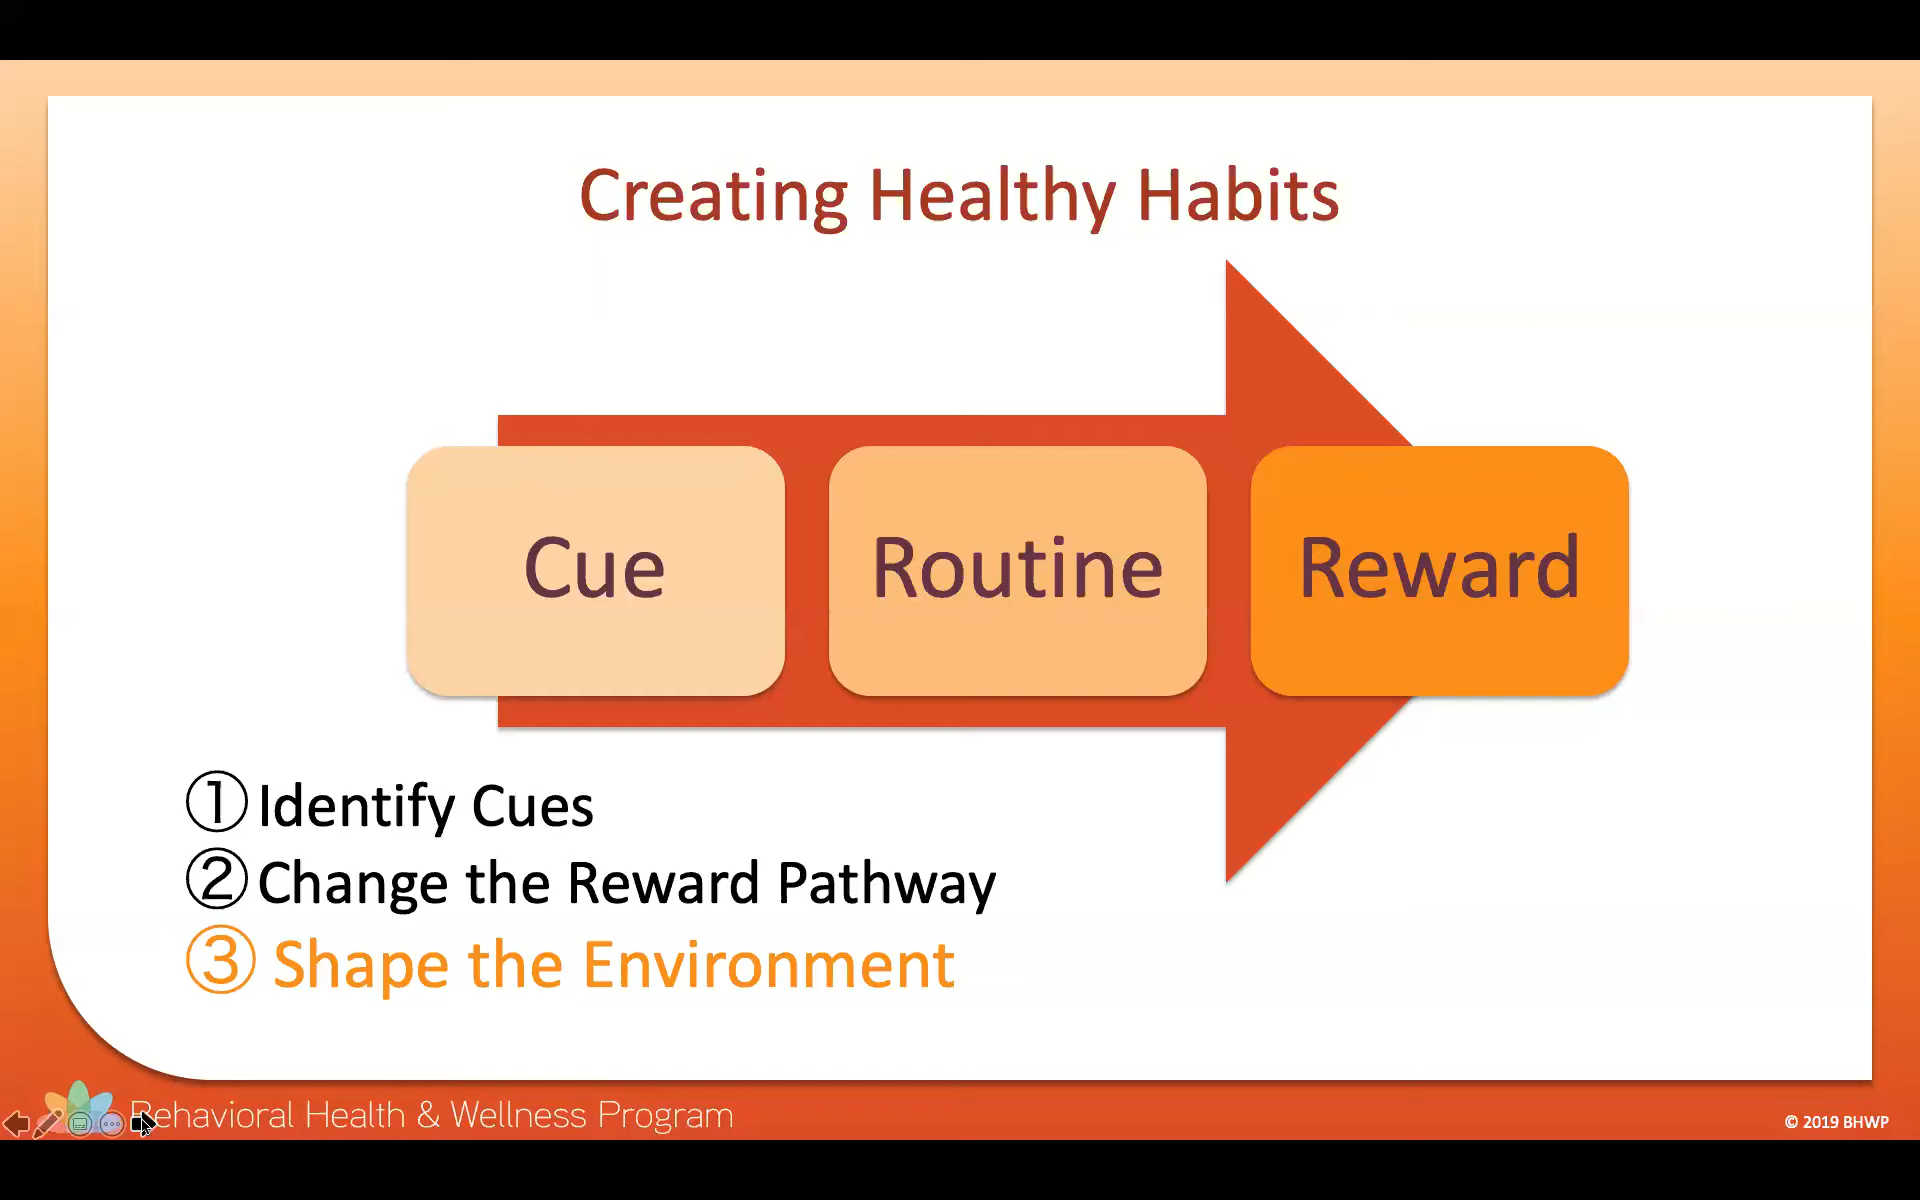 Creating Healthy Habits
Cue
Routine
Reward
① Identify Cues
② Change the Reward Pathway
③ Shape the Environment
Behavioral Health & Wellness Program
© 2019 BHWP